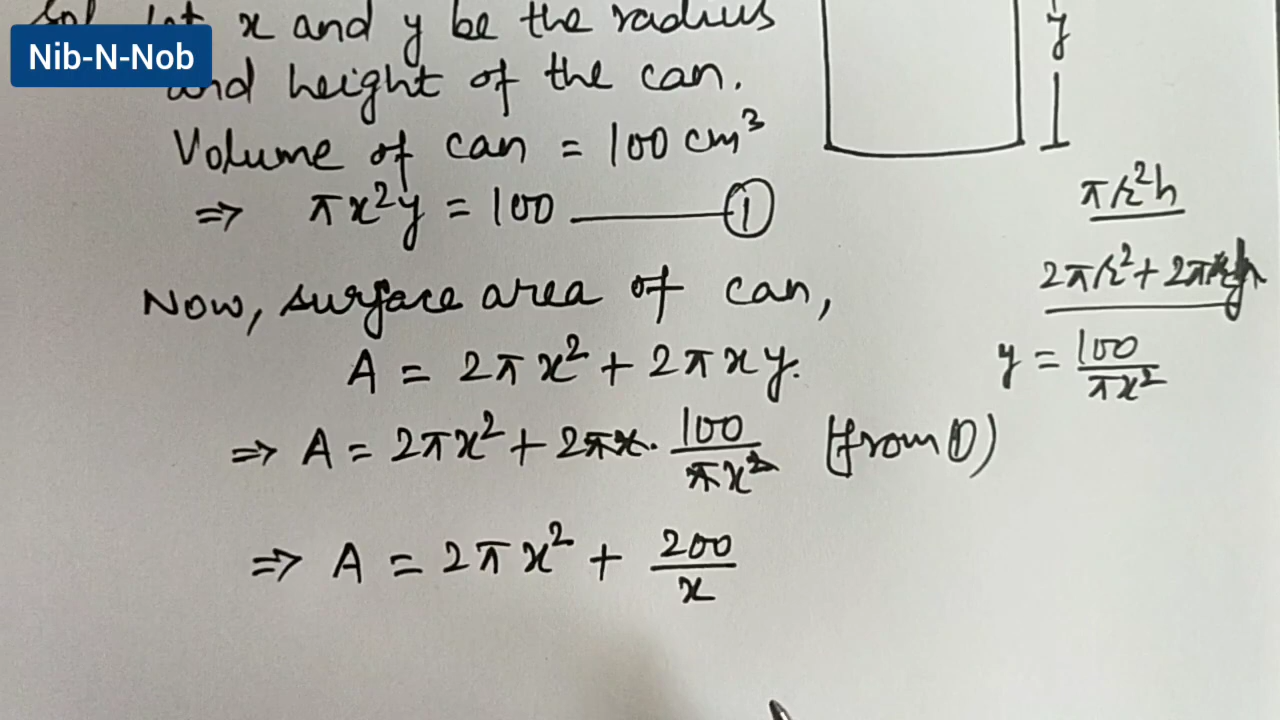 Sol. Let x and y be the radius
Nib-N-Nob
and height of the can.
Volume of can = 100 cm³
⇒ πx²y = 100 ——— ①
Now, surface area of can,
A = 2πx² + 2πxy.
⇒ A = 2πx² + 2πx · 100/πx² (from ①)
⇒ A = 2πx² + 200/x
y
πr²h
2πr² + 2πrh
y = 100/πx²